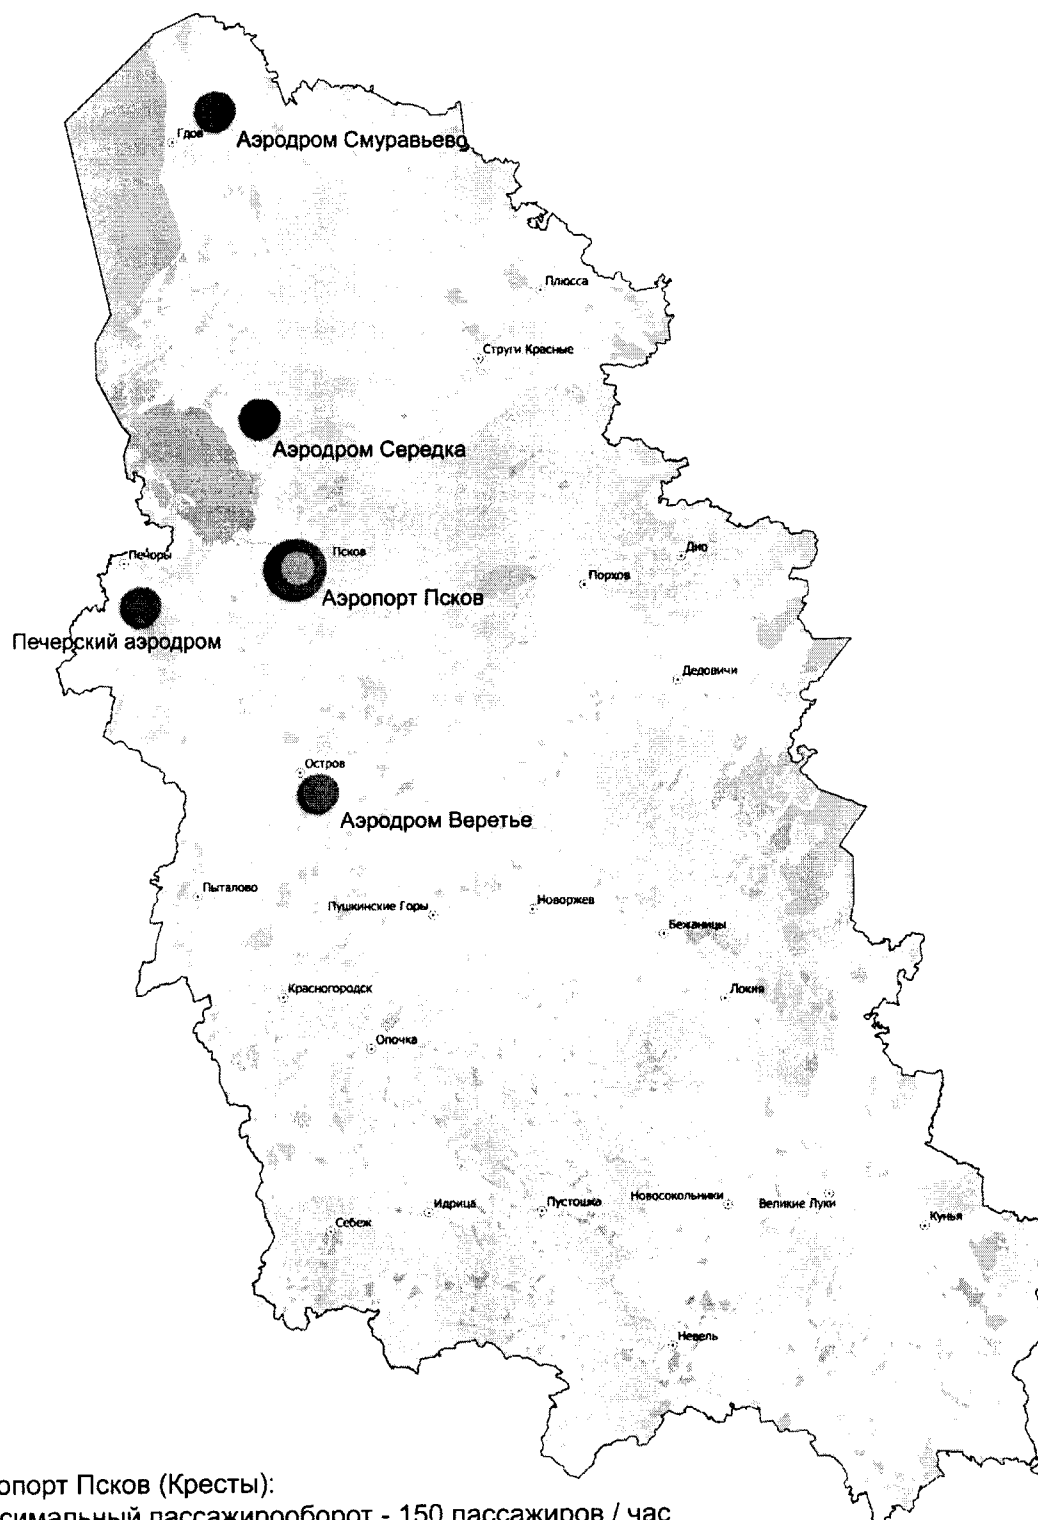 Гдов
Аэродром Смуравьево
Плюсса
Струги Красные
Аэродром Середка
Печоры
Псков
Дно
Порхов
Аэропорт Псков
Печерский аэродром
Дедовичи
Остров
Аэродром Веретье
Пыталово
Пушкинские Горы
Новоржев
Бежаницы
Красногородск
Локня
Опочка
Идрица
Пустошка
Новосокольники
Великие Луки
Себеж
Кунья
Невель
опорт Псков (Кресты):
симальный пассажирооборот - 150 пассажиров / час